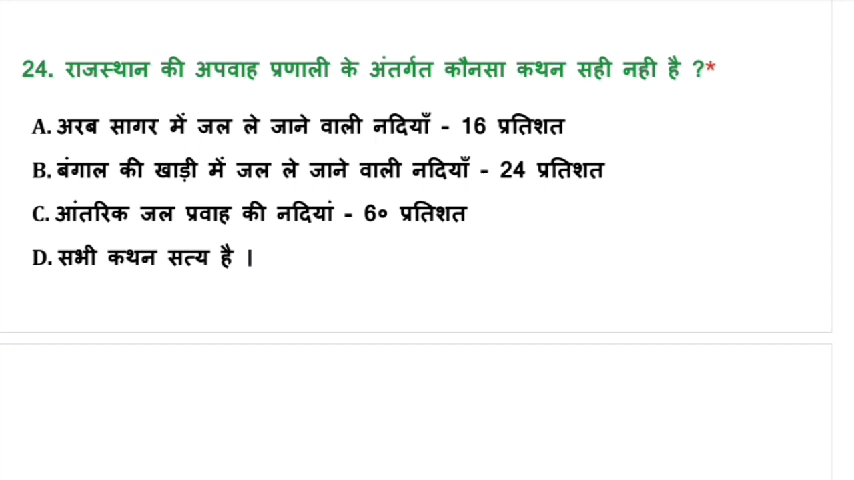 24. राजस्थान की अपवाह प्रणाली के अंतर्गत कौनसा कथन सही नही है ?*
A. अरब सागर में जल ले जाने वाली नदियाँ - 16 प्रतिशत
B. बंगाल की खाड़ी में जल ले जाने वाली नदियाँ - 24 प्रतिशत
C. आंतरिक जल प्रवाह की नदियां - 6० प्रतिशत
D. सभी कथन सत्य है ।